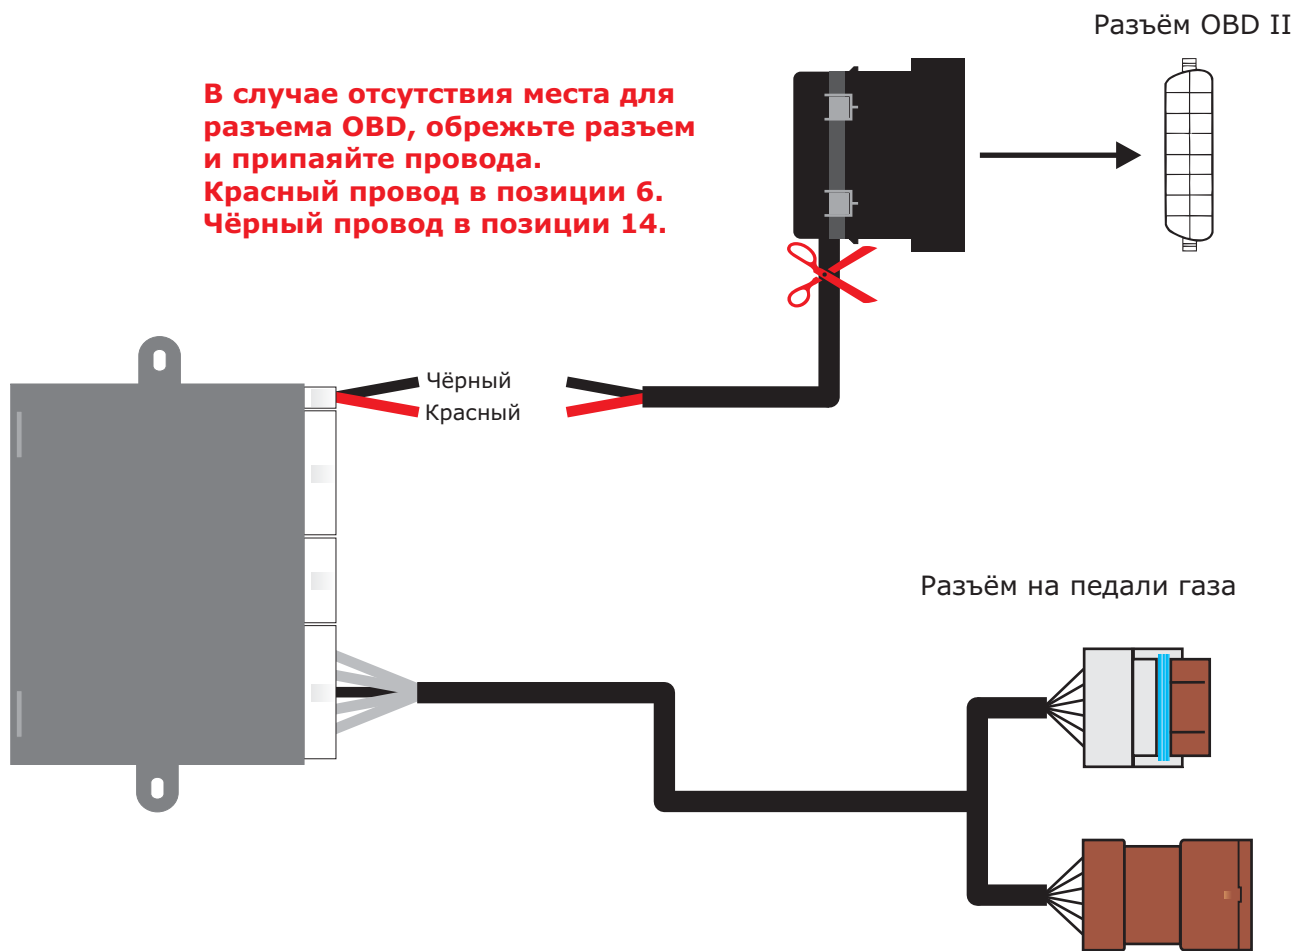 Разъём OBD II
В случае отсутствия места для
разъема OBD, обрежьте разъем
и припаяйте провода.
Красный провод в позиции 6.
Чёрный провод в позиции 14.
Чёрный
Красный
Разъём на педали газа